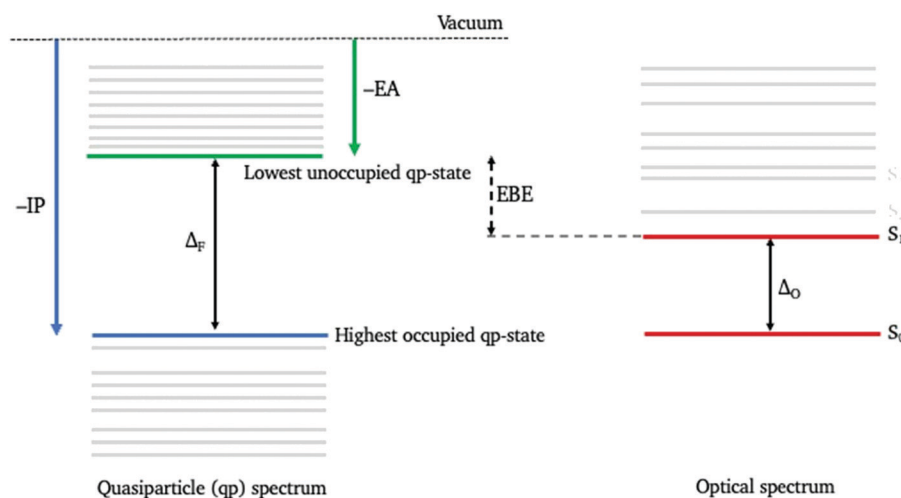 Vacuum
–EA
Lowest unoccupied qp-state
EBE
–IP
Δ_F
S
Δ_O
Highest occupied qp-state
Quasiparticle (qp) spectrum
Optical spectrum